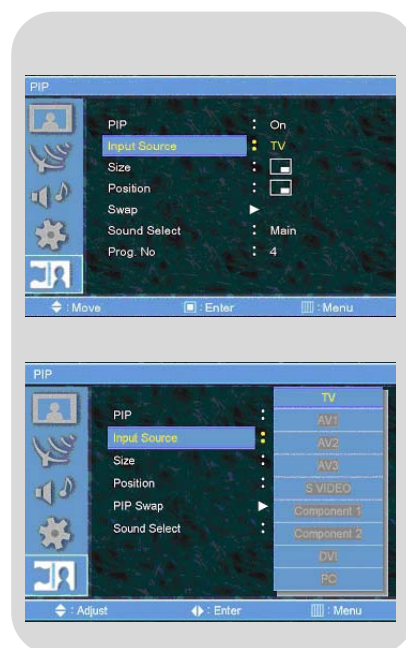 PIP
PIP : On
Input Source : TV
Size :
Position :
Swap
Sound Select : Main
Prog. No : 4
: Move : Enter : Menu
PIP
PIP :
Input Source :
Size :
Position :
PIP Swap
Sound Select :
TV
AV1
AV2
AV3
S VIDEO
Component 1
Component 2
DVI
PC
: Adjust : Enter : Menu